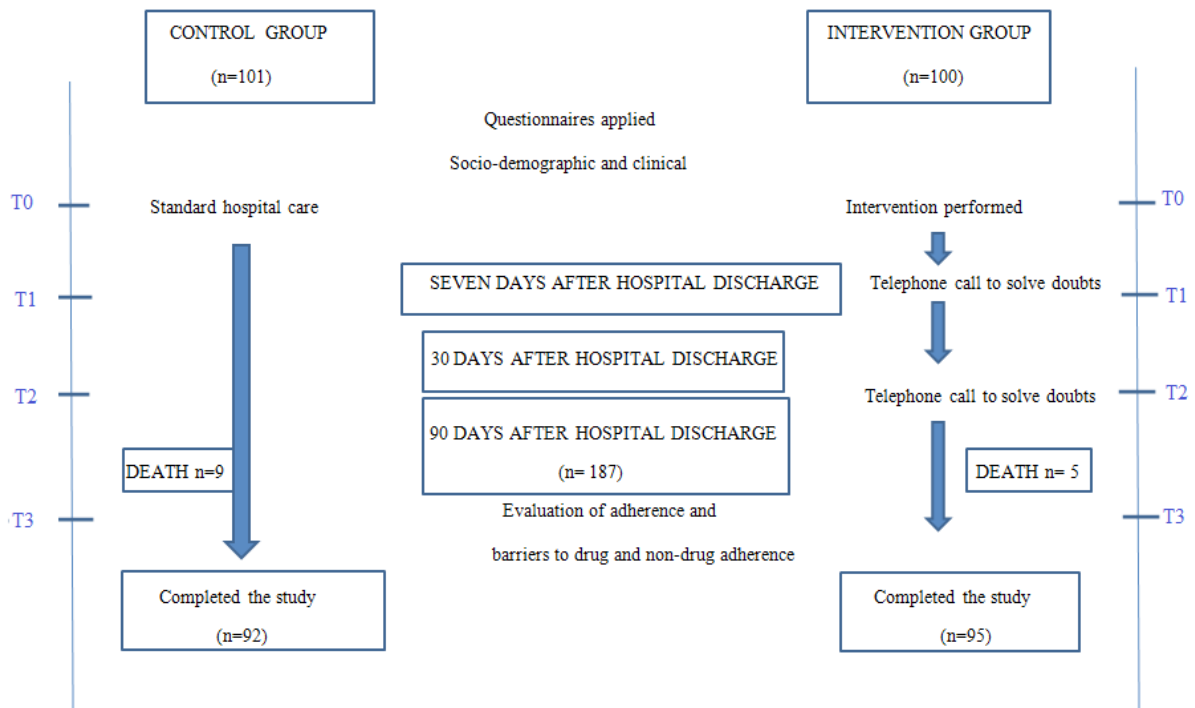 CONTROL GROUP
(n=101)
INTERVENTION GROUP
(n=100)
Questionnaires applied
Socio-demographic and clinical
T0
Standard hospital care
Intervention performed
T0
T1
SEVEN DAYS AFTER HOSPITAL DISCHARGE
Telephone call to solve doubts
T1
30 DAYS AFTER HOSPITAL DISCHARGE
T2
Telephone call to solve doubts
T2
90 DAYS AFTER HOSPITAL DISCHARGE
(n= 187)
DEATH n=9
DEATH n= 5
T3
Evaluation of adherence and
barriers to drug and non-drug adherence
T3
Completed the study
(n=92)
Completed the study
(n=95)